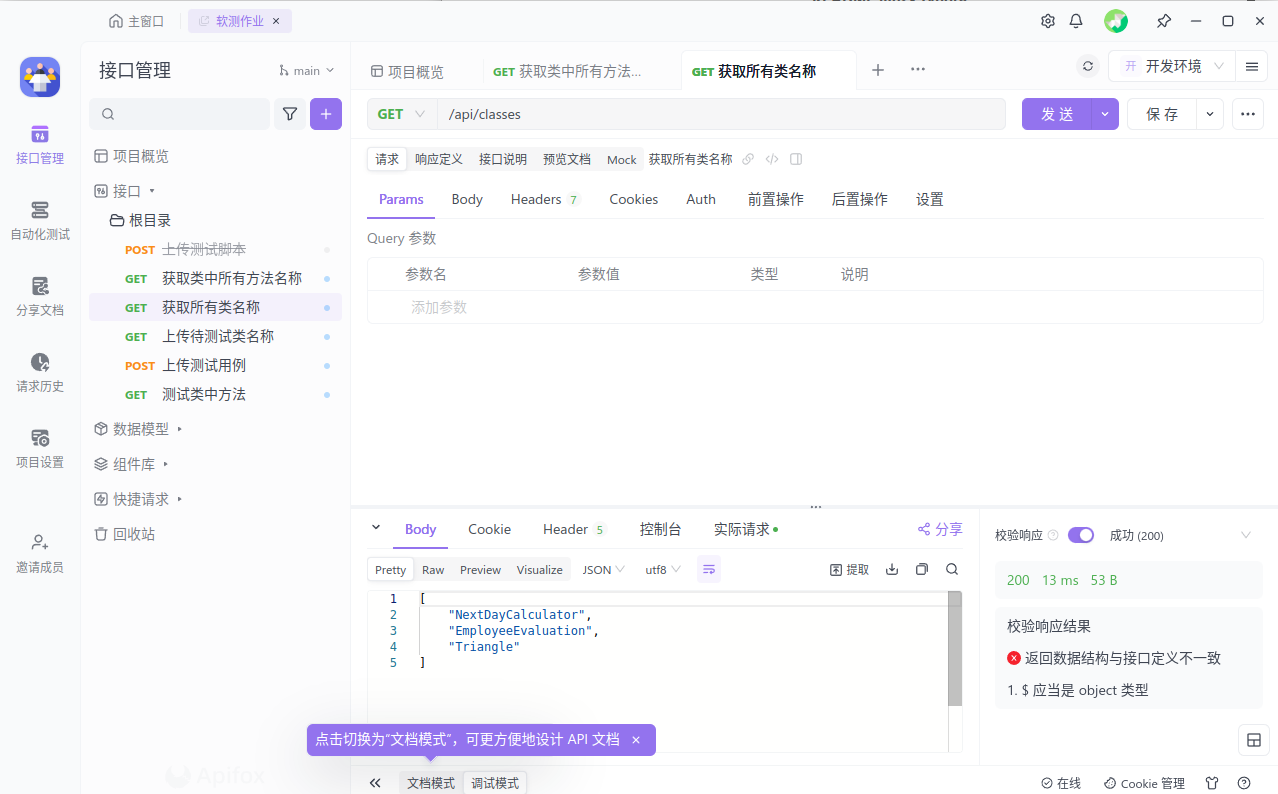 主窗口
软测作业
接口管理
main
项目概览
GET 获取类中所有方法...
GET 获取所有类名称
开 开发环境
GET /api/classes
发 送
保 存
接口管理
自动化测试
分享文档
请求历史
项目设置
邀请成员
项目概览
接口
根目录
POST 上传测试脚本
GET 获取类中所有方法名称
GET 获取所有类名称
GET 上传待测试类名称
POST 上传测试用例
GET 测试类中方法
数据模型
组件库
快捷请求
回收站
请求 响应定义 接口说明 预览文档 Mock 获取所有类名称
Params Body Headers 7 Cookies Auth 前置操作 后置操作 设置
Query 参数
参数名 参数值 类型 说明
添加参数
Body Cookie Header 5 控制台 实际请求 分享
Pretty Raw Preview Visualize JSON utf8 提取
1 [
2 "NextDayCalculator",
3 "EmployeeEvaluation",
4 "Triangle"
5 ]
校验响应 成功 (200)
200 13 ms 53 B
校验响应结果
返回数据结构与接口定义不一致
1. $ 应当是 object 类型
点击切换为“文档模式”，可更方便地设计 API 文档
Apifox
文档模式 调试模式
在线 Cookie 管理